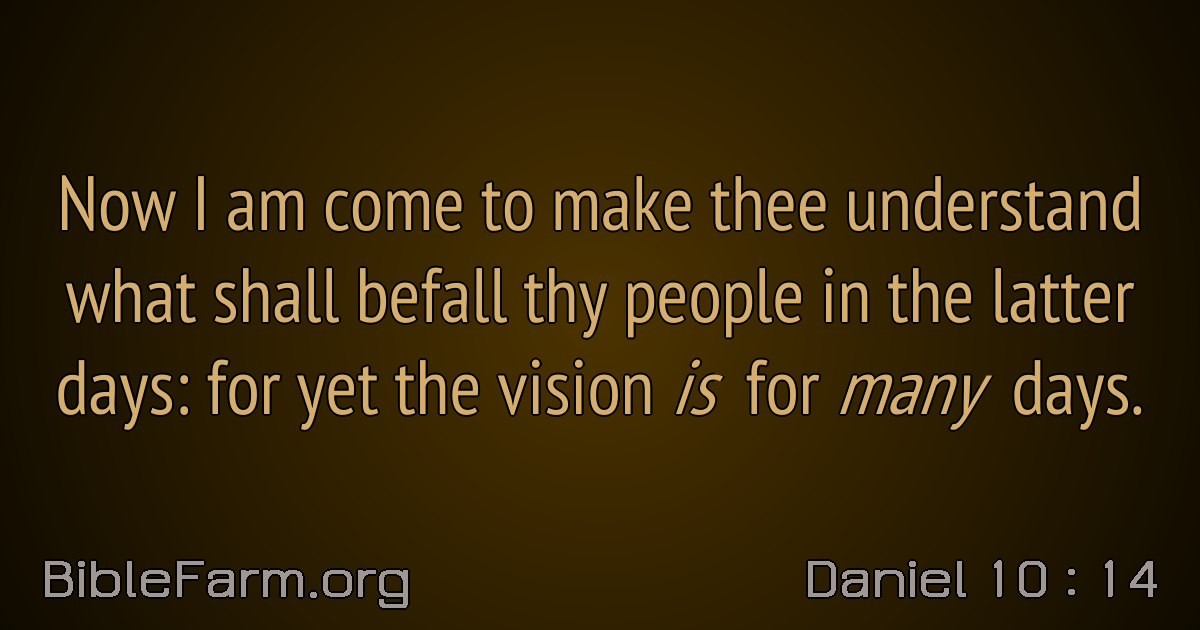 Now I am come to make thee understand
what shall befall thy people in the latter
days: for yet the vision is for many days.
BibleFarm.org
Daniel 10 : 14